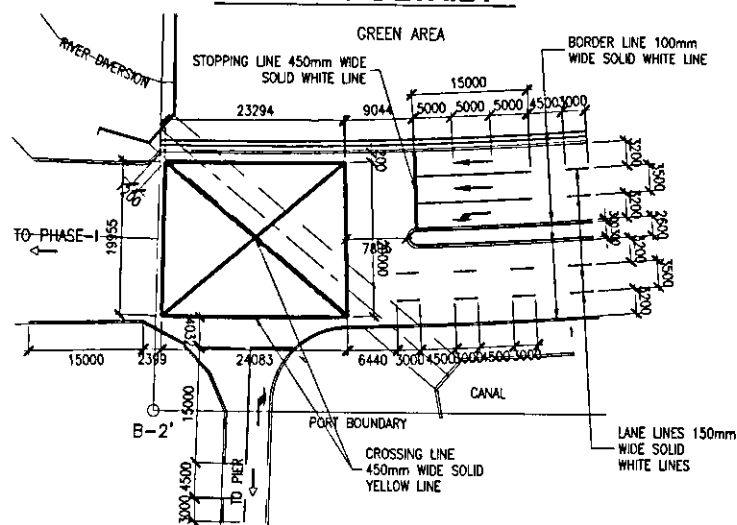 GREEN AREA
RIVER DIVERSION
STOPPING LINE 450mm WIDE
SOLID WHITE LINE
BORDER LINE 100mm
WIDE SOLID WHITE LINE
15000
23294
9044
5000
5000
5000
4500
3000
3200
3500
3200
2600
3200
3500
3200
19955
TO PHASE-1
15000
2399
24083
6440
3000
4500
3000
4500
3000
CANAL
B-2'
15000
PORT BOUNDARY
CROSSING LINE
450mm WIDE SOLID
YELLOW LINE
LANE LINES 150mm
WIDE SOLID
WHITE LINES
4500
3000
TO PIER